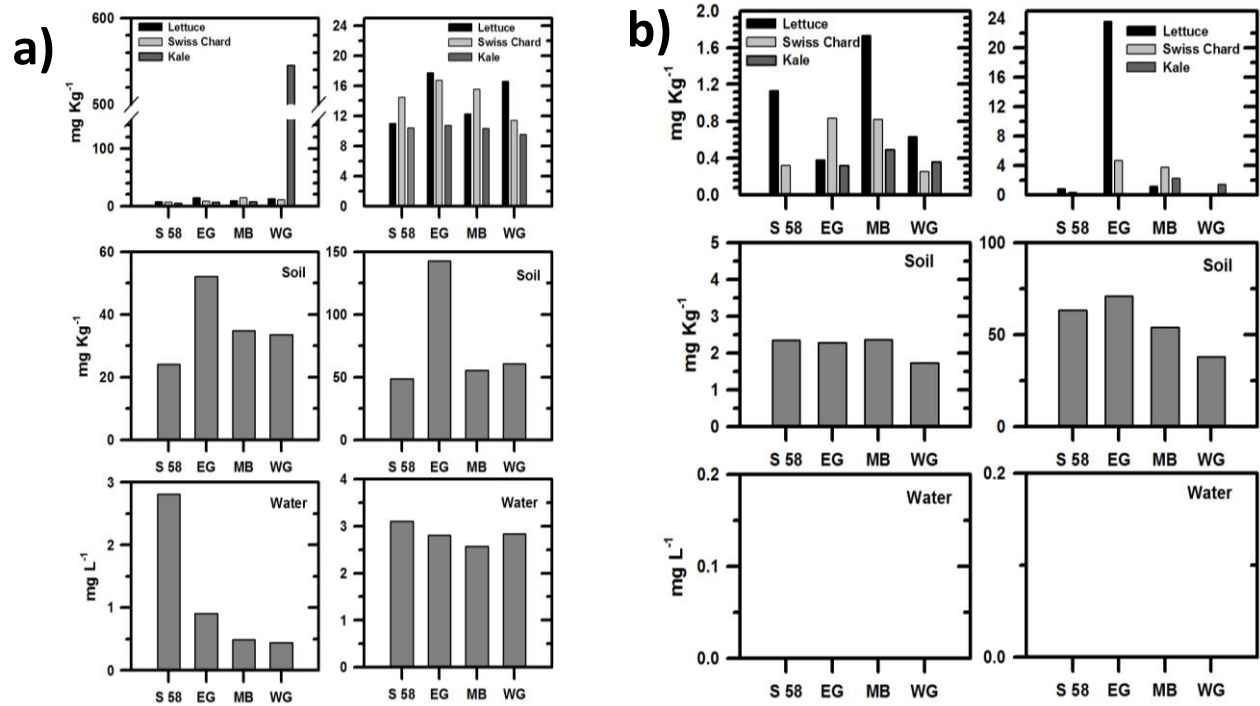 a)
600
500
100
0
mg Kg-1
Lettuce
Swiss Chard
Kale
S 58 EG MB WG
24
20
16
12
8
4
0
Lettuce
Swiss Chard
Kale
S 58 EG MB WG
60
40
20
0
mg Kg-1
Soil
S 58 EG MB WG
150
100
50
0
Soil
S 58 EG MB WG
3
2
1
0
mg L-1
Water
S 58 EG MB WG
4
3
2
1
0
Water
S 58 EG MB WG
b)
2.0
1.6
1.2
0.8
0.4
0.0
mg Kg-1
Lettuce
Swiss Chard
Kale
S 58 EG MB WG
24
20
16
12
8
4
0
Lettuce
Swiss Chard
Kale
S 58 EG MB WG
5
4
3
2
1
0
mg Kg-1
Soil
S 58 EG MB WG
100
50
0
Soil
S 58 EG MB WG
0.2
0.1
0.0
mg L-1
Water
S 58 EG MB WG
0.2
0.0
Water
S 58 EG MB WG